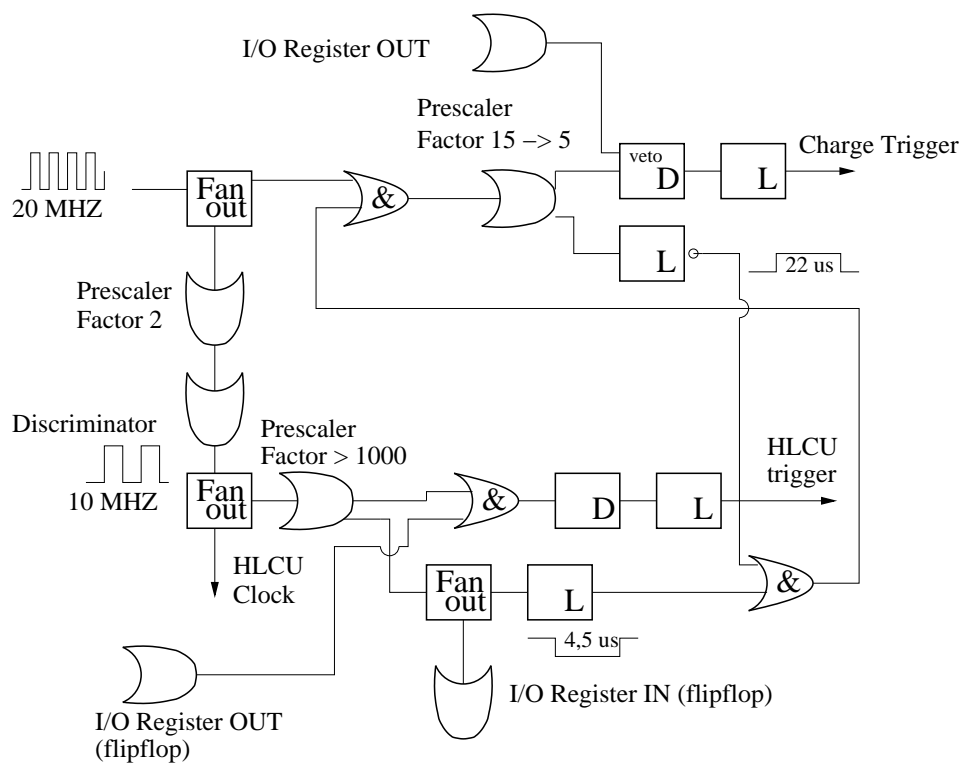 I/O Register OUT
Prescaler
Factor 15 –> 5
veto
D
L
Charge Trigger
20 MHZ
Fan
out
&
L
22 us
Prescaler
Factor 2
Discriminator
10 MHZ
Prescaler
Factor > 1000
Fan
out
&
D
L
HLCU
trigger
HLCU
Clock
Fan
out
L
&
4,5 us
I/O Register OUT
(flipflop)
I/O Register IN (flipflop)